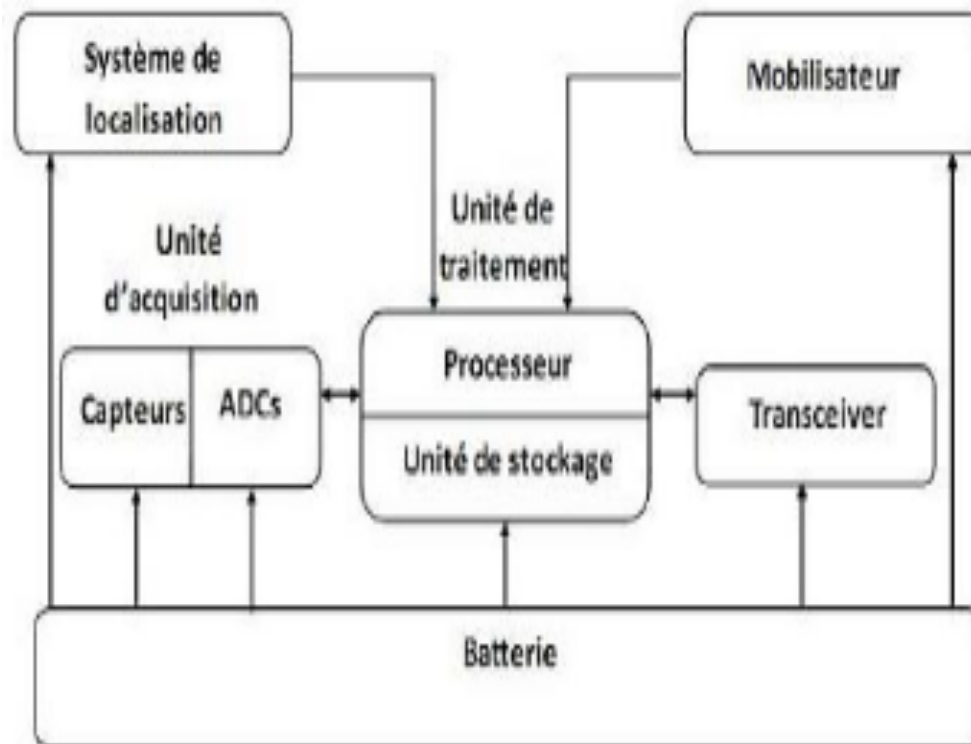 Système de
localisation
Mobilisateur
Unité de
traitement
Unité
d'acquisition
Capteurs
ADCs
Processeur
Unité de stockage
Transceiver
Batterie